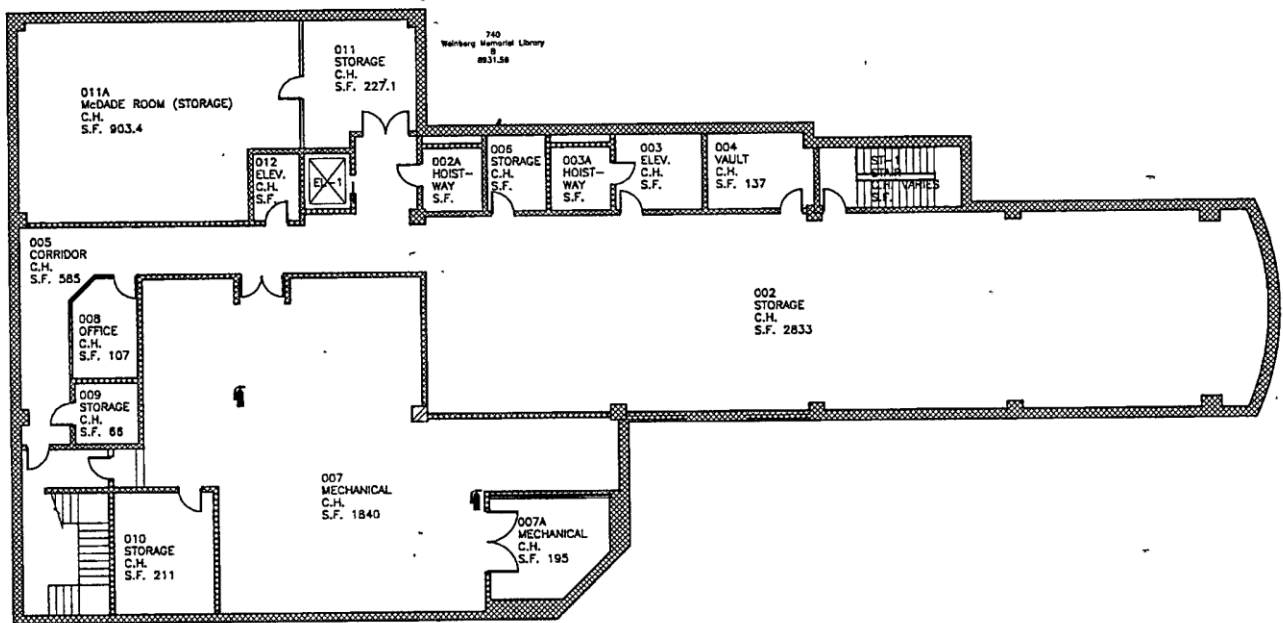 740
Weinberg Memorial Library
B
8931.58
011
STORAGE
C.H.
S.F. 227.1
011A
McDADE ROOM (STORAGE)
C.H.
S.F. 903.4
012
ELEV.
C.H.
S.F.
EL-1
002A
HOIST-
WAY
S.F.
006
STORAGE
C.H.
S.F.
003A
HOIST-
WAY
S.F.
003
ELEV.
C.H.
S.F.
004
VAULT
C.H.
S.F. 137
ST-1
STAIR
C.H. VARIES
S.F.
005
CORRIDOR
C.H.
S.F. 585
002
STORAGE
C.H.
S.F. 2833
008
OFFICE
C.H.
S.F. 107
009
STORAGE
C.H.
S.F. 66
007
MECHANICAL
C.H.
S.F. 1840
007A
MECHANICAL
C.H.
S.F. 195
010
STORAGE
C.H.
S.F. 211